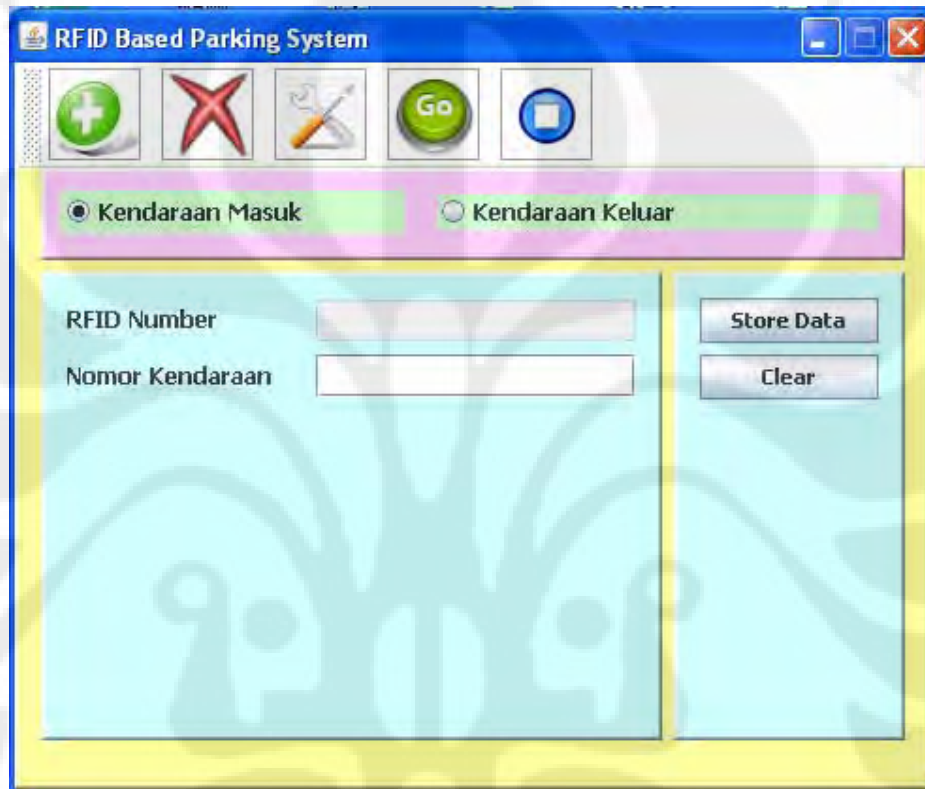 RFID Based Parking System
Go
Kendaraan Masuk Kendaraan Keluar
RFID Number
Store Data
Nomor Kendaraan
Clear